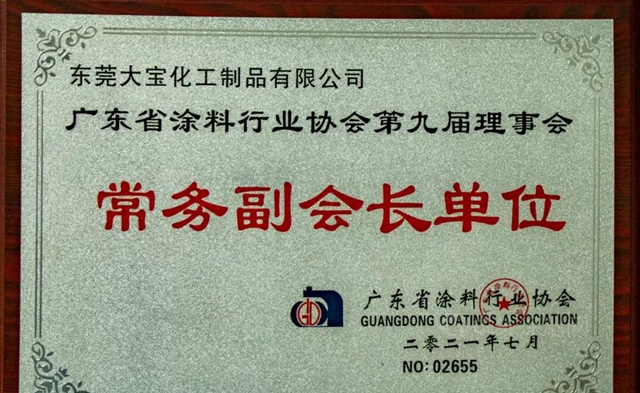 东莞大宝化工制品有限公司
广东省涂料行业协会第九届理事会
常务副会长单位
广东省涂料行业协会
GUANGDONG COATINGS ASSOCIATION
二零二一年七月
NO:02655